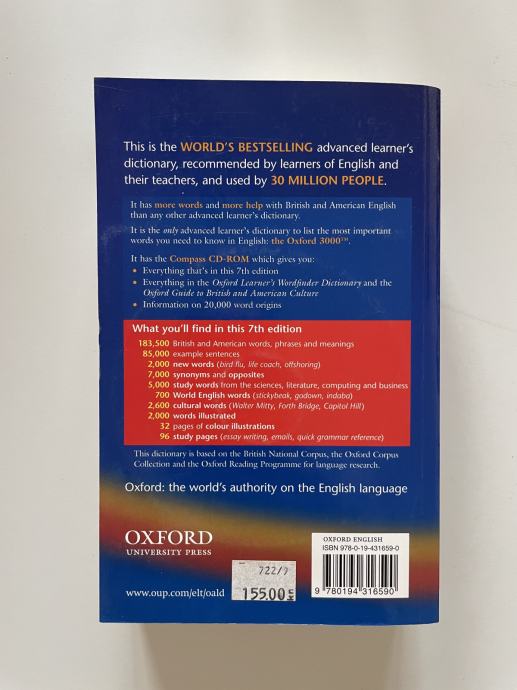 This is the WORLD'S BESTSELLING advanced learner's
dictionary, recommended by learners of English and
their teachers, and used by 30 MILLION PEOPLE.
It has more words and more help with British and American English
than any other advanced learner's dictionary.
It is the only advanced learner's dictionary to list the most important
words you need to know in English: the Oxford 3000™.
It has the Compass CD-ROM which gives you:
• Everything that's in this 7th edition
• Everything in the Oxford Learner's Wordfinder Dictionary and the
Oxford Guide to British and American Culture
• Information on 20,000 word origins
What you'll find in this 7th edition
183,500 British and American words, phrases and meanings
85,000 example sentences
2,000 new words (bird flu, life coach, offshoring)
7,000 synonyms and opposites
5,000 study words from the sciences, literature, computing and business
700 World English words (stickybeak, godown, indaba)
2,600 cultural words (Walter Mitty, Forth Bridge, Capitol Hill)
2,000 words illustrated
32 pages of colour illustrations
96 study pages (essay writing, emails, quick grammar reference)
This dictionary is based on the British National Corpus, the Oxford Corpus
Collection and the Oxford Reading Programme for language research.
Oxford: the world's authority on the English language
OXFORD
UNIVERSITY PRESS
www.oup.com/elt/oald
722/7
155.00
OXFORD ENGLISH
ISBN 978-0-19-431659-0
9 780194 316590